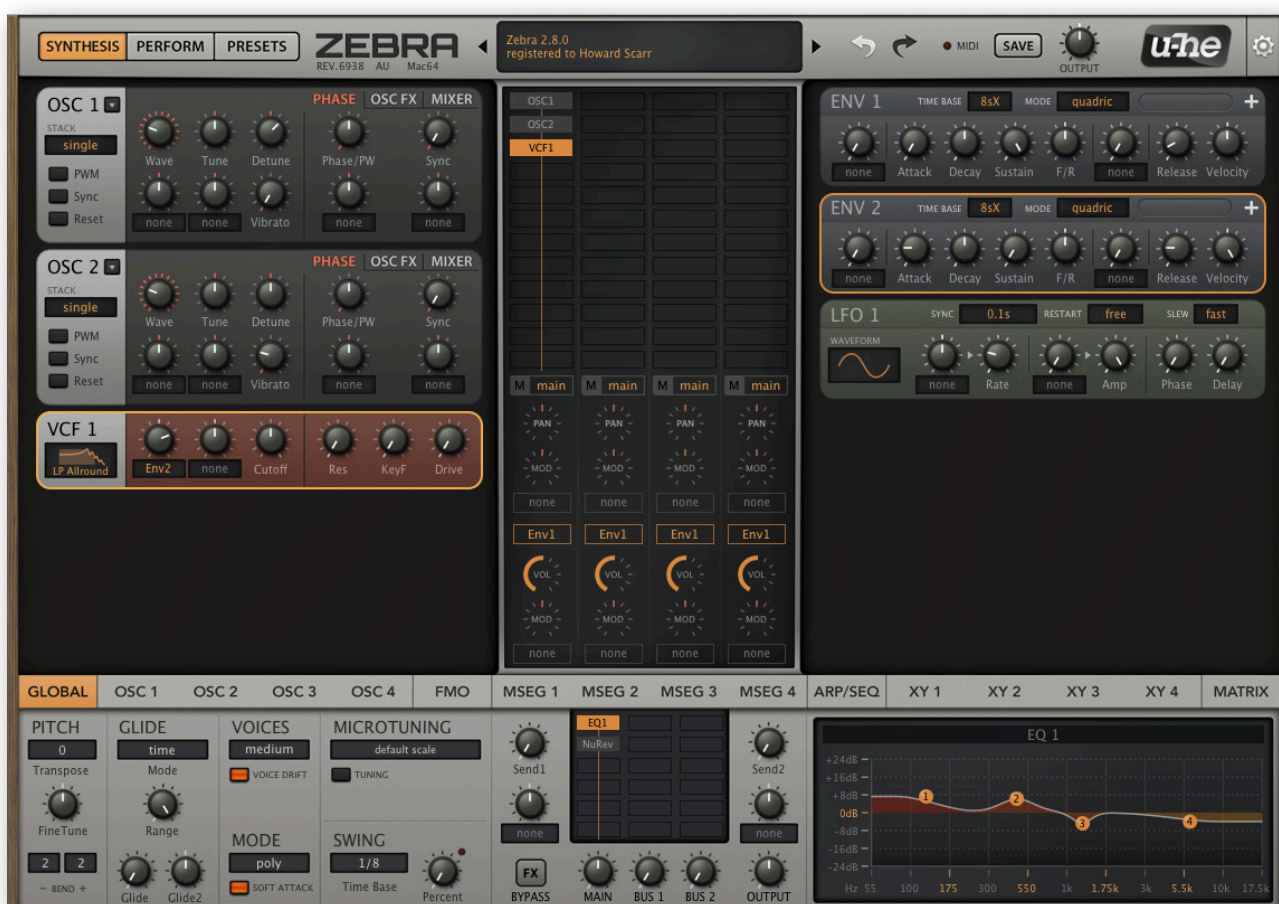 SYNTHESIS PERFORM PRESETS
ZEBRA
REV.6938 AU Mac64
Zebra 2.8.0
registered to Howard Scarr
MIDI SAVE
OUTPUT
u-he
OSC 1
PHASE OSC FX MIXER
STACK
single
PWM
Sync
Reset
Wave Tune Detune Phase/PW Sync
none none Vibrato none none
OSC 2
PHASE OSC FX MIXER
STACK
single
PWM
Sync
Reset
Wave Tune Detune Phase/PW Sync
none none Vibrato none none
VCF 1
LP Allround
Env2 none Cutoff Res KeyF Drive
OSC1
OSC2
VCF1
M main M main M main M main
PAN PAN PAN PAN
MOD MOD MOD MOD
none none none none
Env1 Env1 Env1 Env1
VOL VOL VOL VOL
MOD MOD MOD MOD
none none none none
ENV 1 TIME BASE 8sX MODE quadric +
none Attack Decay Sustain F/R none Release Velocity
ENV 2 TIME BASE 8sX MODE quadric +
none Attack Decay Sustain F/R none Release Velocity
LFO 1 SYNC 0.1s RESTART free SLEW fast
WAVEFORM
none Rate none Amp Phase Delay
GLOBAL OSC 1 OSC 2 OSC 3 OSC 4 FMO MSEG 1 MSEG 2 MSEG 3 MSEG 4 ARP/SEQ XY 1 XY 2 XY 3 XY 4 MATRIX
PITCH
0
Transpose
FineTune
2 2
- BEND +
GLIDE
time
Mode
Range
Glide Glide2
VOICES
medium
VOICE DRIFT
MODE
poly
SOFT ATTACK
MICROTUNING
default scale
TUNING
SWING
1/8
Time Base
Percent
Send1
none
FX
BYPASS
EQ1
NuRev
MAIN BUS 1 BUS 2
Send2
none
OUTPUT
EQ 1
+24dB
+16dB
+8dB
0dB
-8dB
-16dB
-24dB
1 2 3 4
Hz 55 100 175 300 550 1k 1.75k 3k 5.5k 10k 17.5k